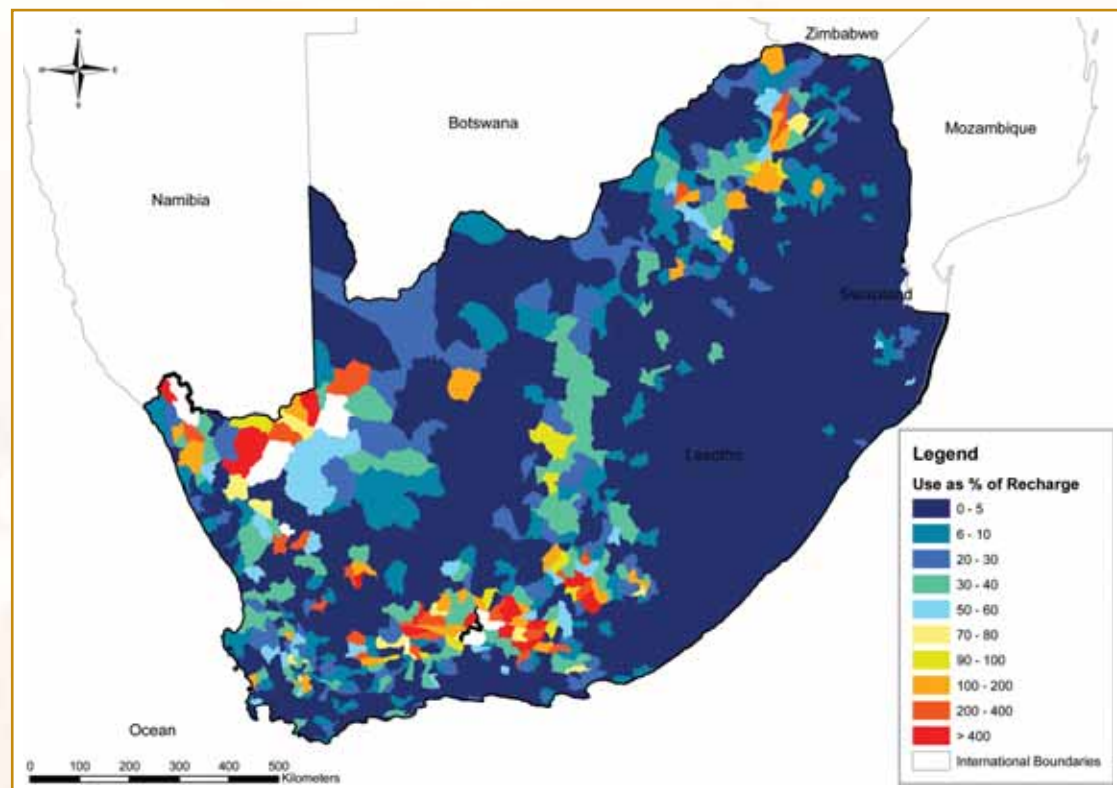 Zimbabwe
Botswana
Mozambique
Namibia
Swaziland
Lesotho
Ocean
N
W
E
S
0 100 200 300 400 500
Kilometers
Legend
Use as % of Recharge
0 - 5
6 - 10
20 - 30
30 - 40
50 - 60
70 - 80
90 - 100
100 - 200
200 - 400
> 400
International Boundaries